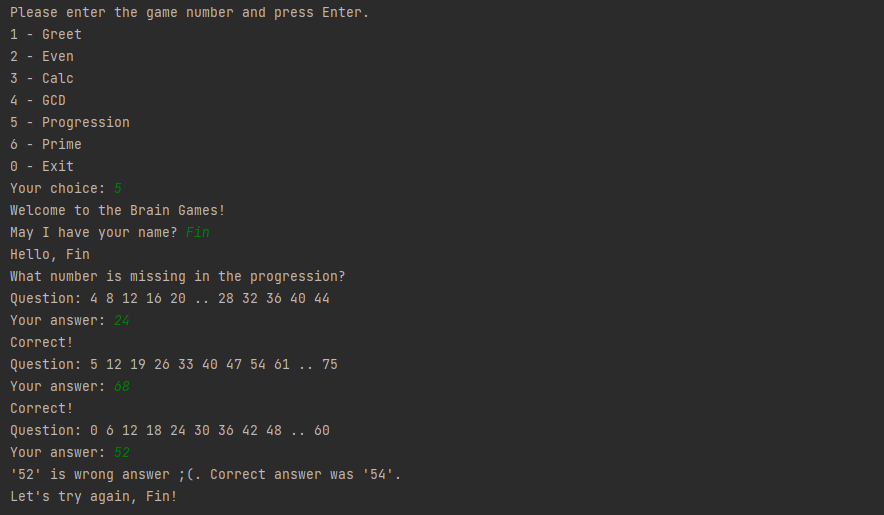 Please enter the game number and press Enter.
1 - Greet
2 - Even
3 - Calc
4 - GCD
5 - Progression
6 - Prime
0 - Exit
Your choice: 5
Welcome to the Brain Games!
May I have your name? Fin
Hello, Fin
What number is missing in the progression?
Question: 4 8 12 16 20 .. 28 32 36 40 44
Your answer: 24
Correct!
Question: 5 12 19 26 33 40 47 54 61 .. 75
Your answer: 68
Correct!
Question: 0 6 12 18 24 30 36 42 48 .. 60
Your answer: 52
'52' is wrong answer ;(. Correct answer was '54'.
Let's try again, Fin!